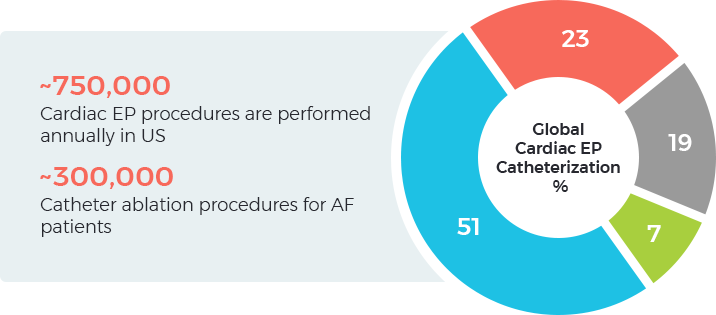 ~750,000
Cardiac EP procedures are performed
annually in US
~300,000
Catheter ablation procedures for AF
patients
23
19
7
51
Global
Cardiac EP
Catheterization
%